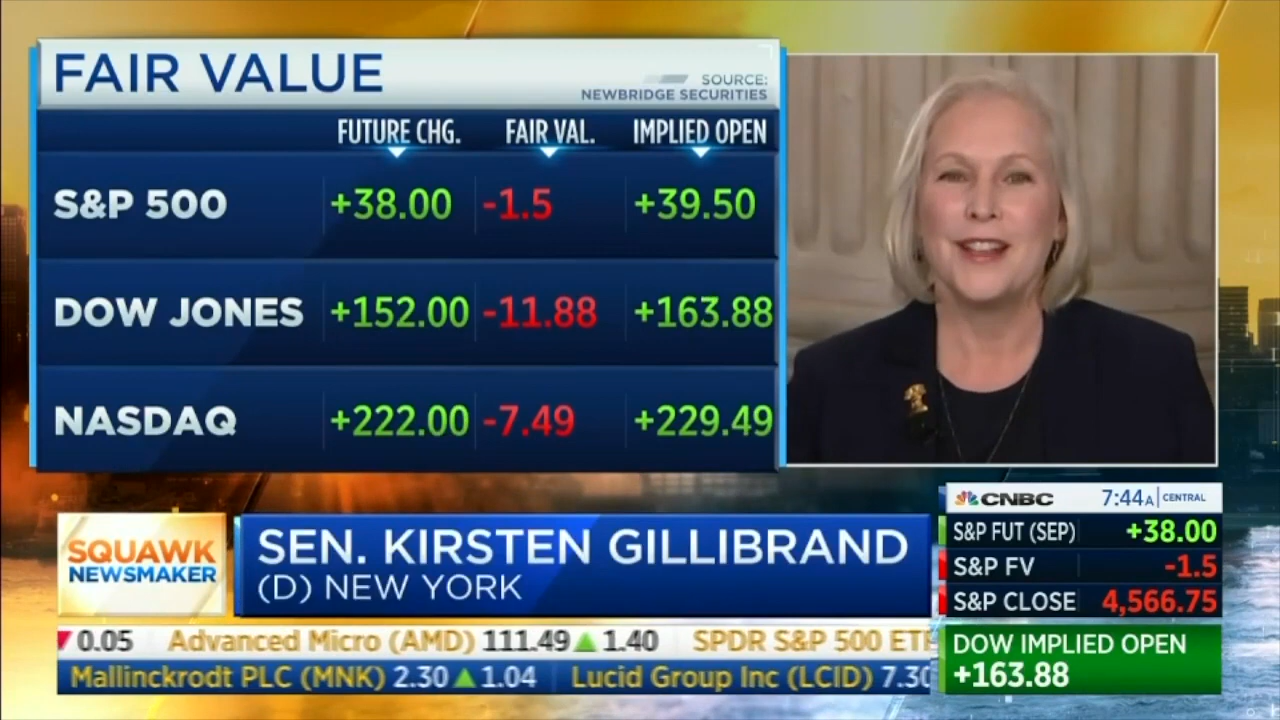 FAIR VALUE
SOURCE:
NEWBRIDGE SECURITIES
FUTURE CHG. FAIR VAL. IMPLIED OPEN
S&P 500 +38.00 -1.5 +39.50
DOW JONES +152.00 -11.88 +163.88
NASDAQ +222.00 -7.49 +229.49
CNBC 7:44A CENTRAL
S&P FUT (SEP) +38.00
S&P FV -1.5
S&P CLOSE 4,566.75
DOW IMPLIED OPEN
+163.88
SQUAWK
NEWSMAKER
SEN. KIRSTEN GILLIBRAND
(D) NEW YORK
▼0.05 Advanced Micro (AMD) 111.49▲1.40 SPDR S&P 500 ETF
Mallinckrodt PLC (MNK) 2.30▲1.04 Lucid Group Inc (LCID) 7.30